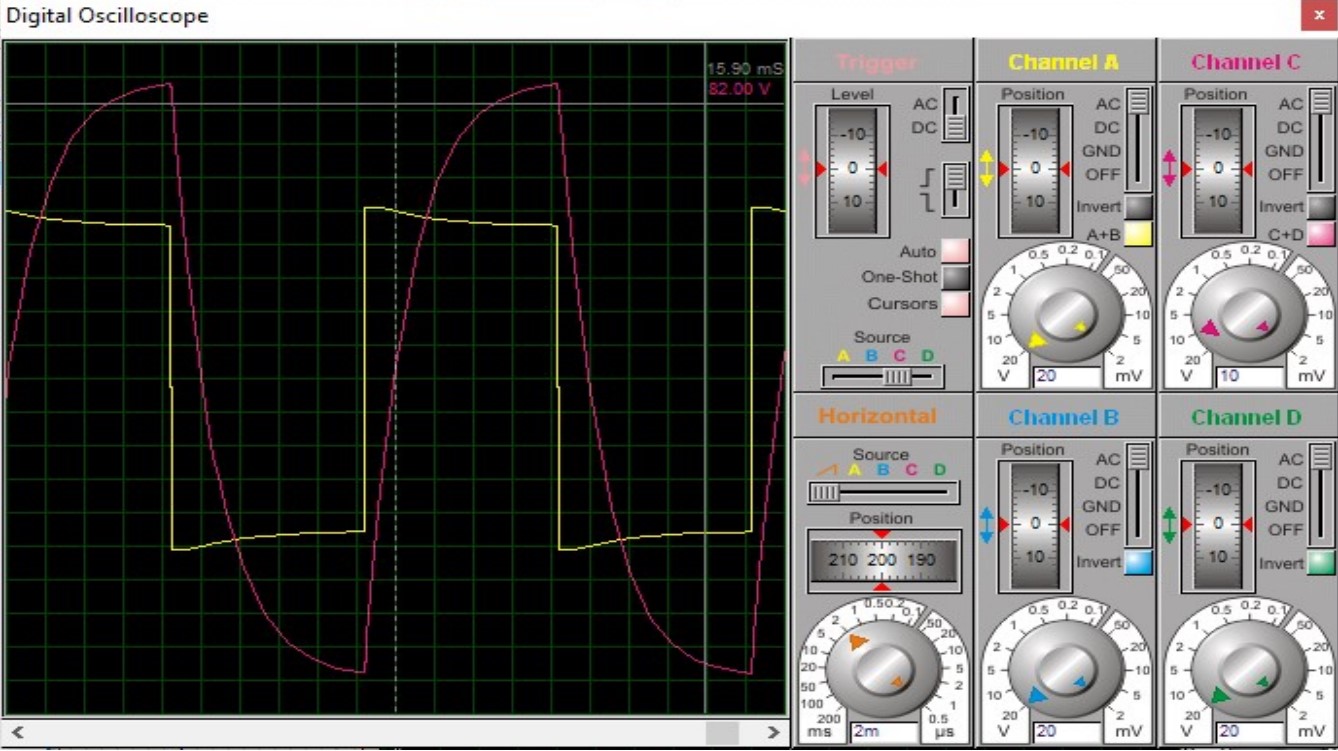 Digital Oscilloscope
x
15.90 mS
82.00 V
Trigger
Level
AC
DC
-10
0
10
Auto
One-Shot
Cursors
Source
A B C D
Channel A
Position
AC
DC
GND
OFF
-10
0
10
Invert
A+B
20 10 5 2 1 0.5 0.2 0.1 50 20 10 5 2
V
20
mV
Channel C
Position
AC
DC
GND
OFF
-10
0
10
Invert
C+D
20 10 5 2 1 0.5 0.2 0.1 50 20 10 5 2
V
10
mV
Horizontal
Source
A B C D
Position
210 200 190
200 100 50 20 10 5 2 1 0.5 0.2 0.1 50 20 10 5 2 1 0.5
ms
2m
µs
Channel B
Position
AC
DC
GND
OFF
-10
0
10
Invert
20 10 5 2 1 0.5 0.2 0.1 50 20 10 5 2
V
20
mV
Channel D
Position
AC
DC
GND
OFF
-10
0
10
Invert
20 10 5 2 1 0.5 0.2 0.1 50 20 10 5 2
V
20
mV